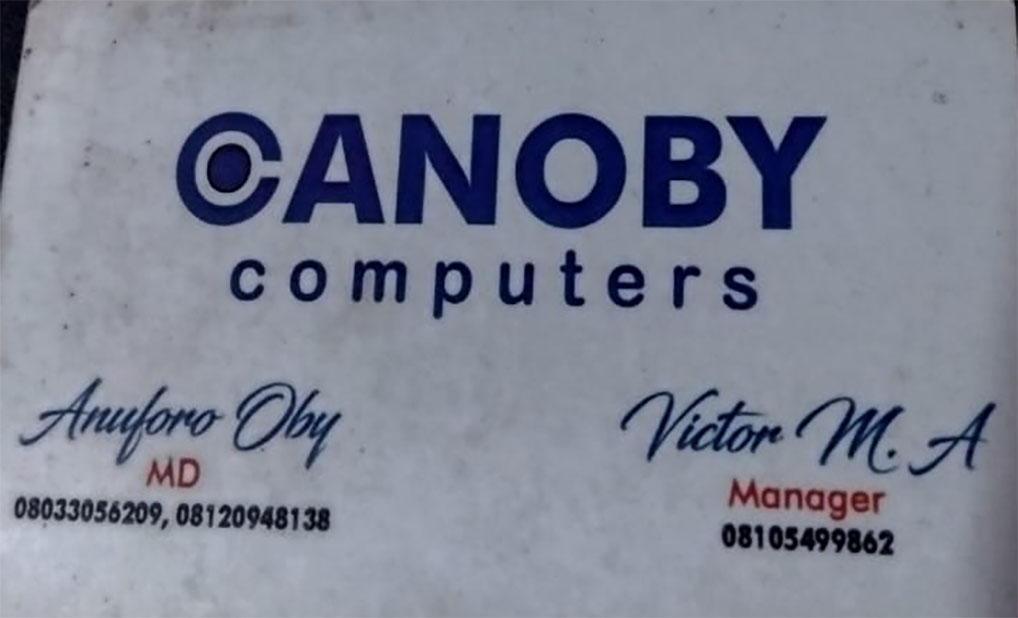 CANOBY
computers
Anuforo Oby
MD
08033056209, 08120948138
Victor M. A
Manager
08105499862